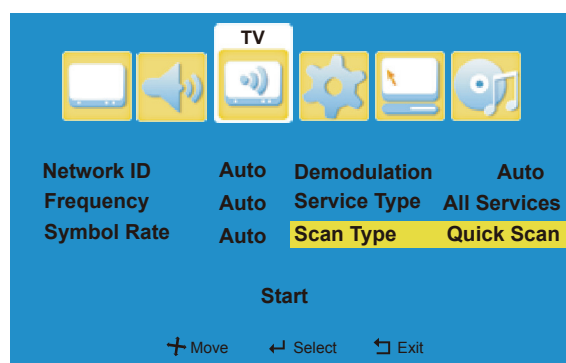 TV
Network ID Auto Demodulation Auto
Frequency Auto Service Type All Services
Symbol Rate Auto Scan Type Quick Scan
Start
Move Select Exit